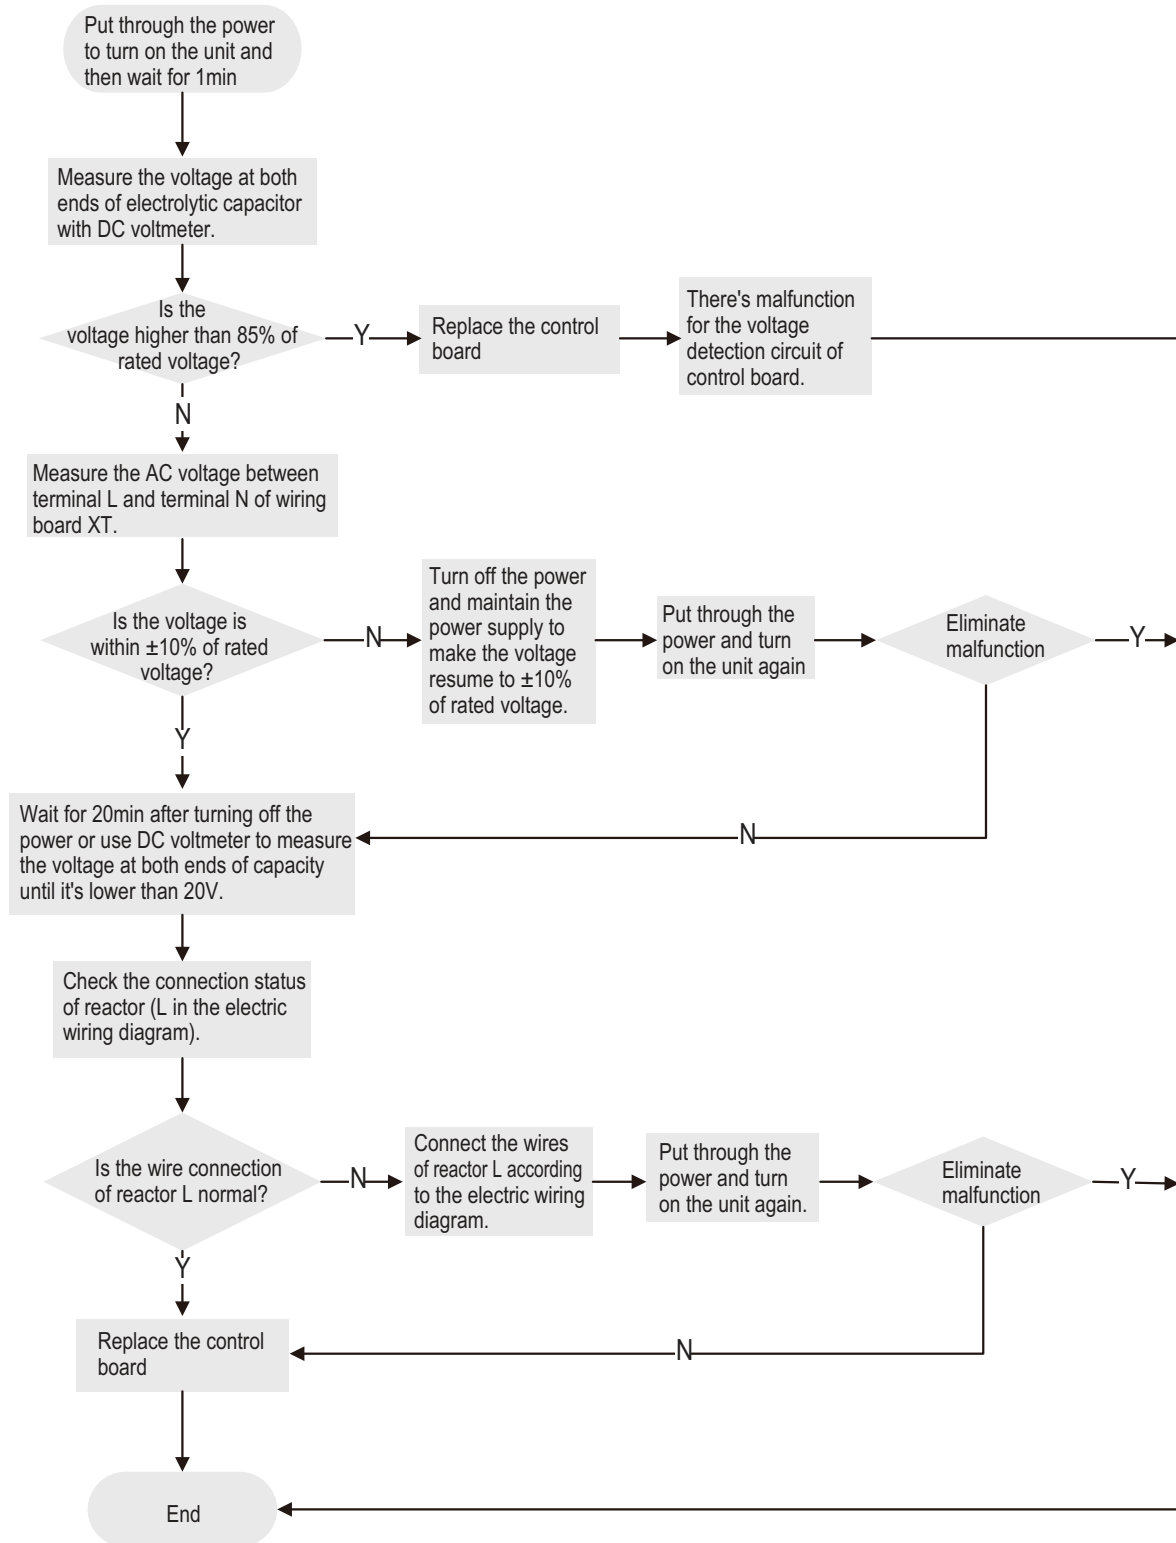 Put through the power
to turn on the unit and
then wait for 1min
Measure the voltage at both
ends of electrolytic capacitor
with DC voltmeter.
Is the
voltage higher than 85% of
rated voltage?
Y
Replace the control
board
There's malfunction
for the voltage
detection circuit of
control board.
N
Measure the AC voltage between
terminal L and terminal N of wiring
board XT.
Is the voltage is
within ±10% of rated
voltage?
N
Turn off the power
and maintain the
power supply to
make the voltage
resume to ±10%
of rated voltage.
Put through the
power and turn
on the unit again
Eliminate
malfunction
Y
Y
N
Wait for 20min after turning off the
power or use DC voltmeter to measure
the voltage at both ends of capacity
until it's lower than 20V.
Check the connection status
of reactor (L in the electric
wiring diagram).
Is the wire connection
of reactor L normal?
N
Connect the wires
of reactor L according
to the electric wiring
diagram.
Put through the
power and turn
on the unit again.
Eliminate
malfunction
Y
Y
N
Replace the control
board
End